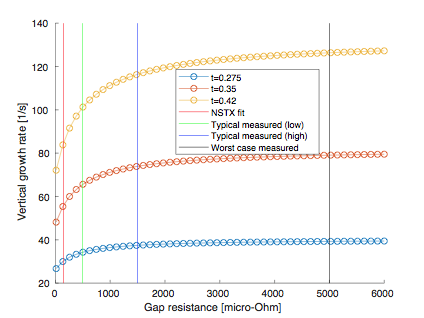 140
120
100
80
60
40
20
Vertical growth rate [1/s]
t=0.275
t=0.35
t=0.42
NSTX fit
Typical measured (low)
Typical measured (high)
Worst case measured
0 1000 2000 3000 4000 5000 6000
Gap resistance [micro-Ohm]